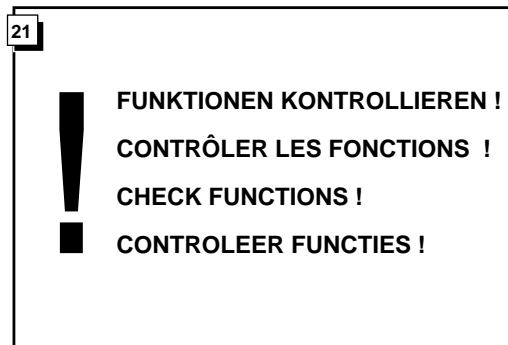 21
! FUNKTIONEN KONTROLLIEREN !
CONTRÔLER LES FONCTIONS !
CHECK FUNCTIONS !
CONTROLEER FUNCTIES !